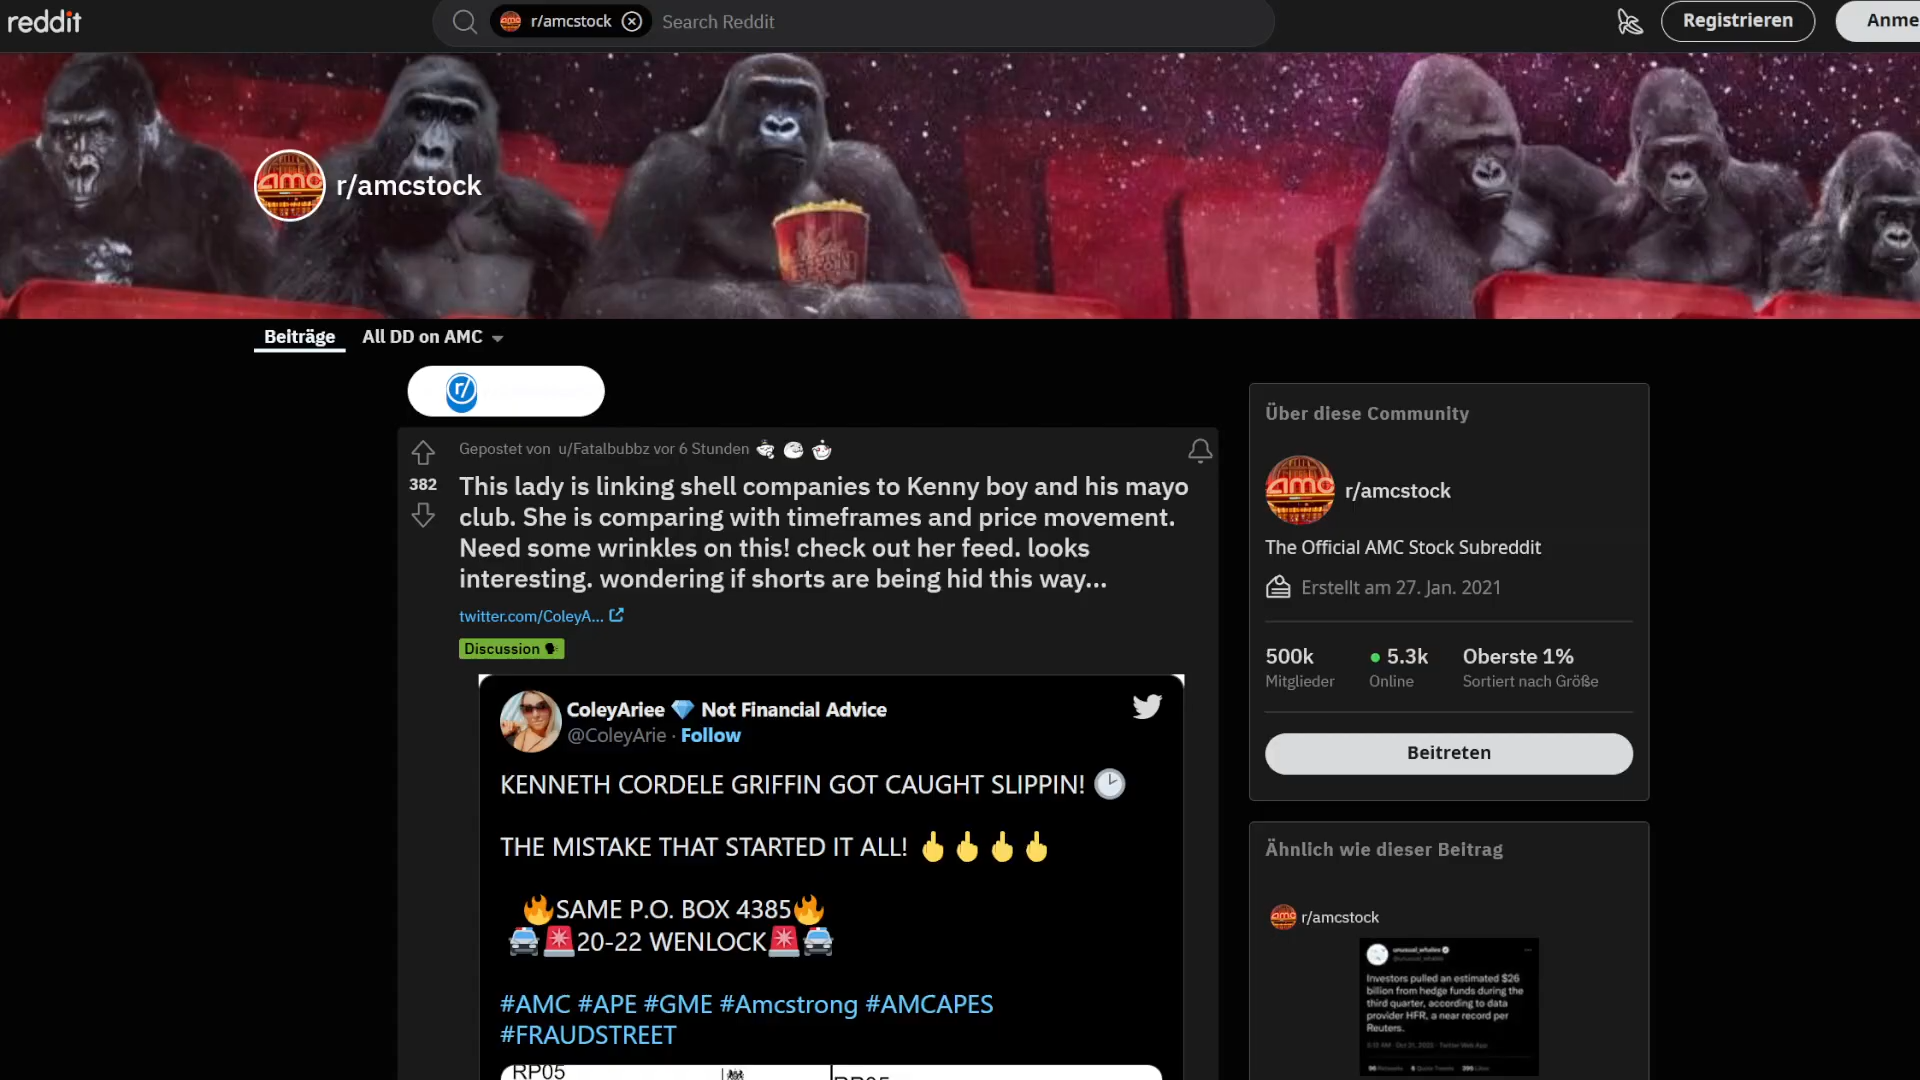 reddit
r/amcstock
Search Reddit
Registrieren
Anme
amc
r/amcstock
Beiträge
All DD on AMC
r/
Gepostet von u/Fatalbubbz vor 6 Stunden
382
This lady is linking shell companies to Kenny boy and his mayo
club. She is comparing with timeframes and price movement.
Need some wrinkles on this! check out her feed. looks
interesting. wondering if shorts are being hid this way...
twitter.com/ColeyA...
Discussion 🗣
ColeyAriee 💎 Not Financial Advice
@ColeyArie · Follow
KENNETH CORDELE GRIFFIN GOT CAUGHT SLIPPIN! 🕒
THE MISTAKE THAT STARTED IT ALL! 🖕🖕🖕🖕
🔥SAME P.O. BOX 4385🔥
🚔🚨20-22 WENLOCK🚨🚔
#AMC #APE #GME #Amcstrong #AMCAPES
#FRAUDSTREET
RP05
Über diese Community
amc
r/amcstock
The Official AMC Stock Subreddit
Erstellt am 27. Jan. 2021
500k
Mitglieder
5.3k
Online
Oberste 1%
Sortiert nach Größe
Beitreten
Ähnlich wie dieser Beitrag
amc
r/amcstock
unusual_whales
@unusual_whales
Investors pulled an estimated $26
billion from hedge funds during the
third quarter, according to data
provider HFR, a near record per
Reuters.